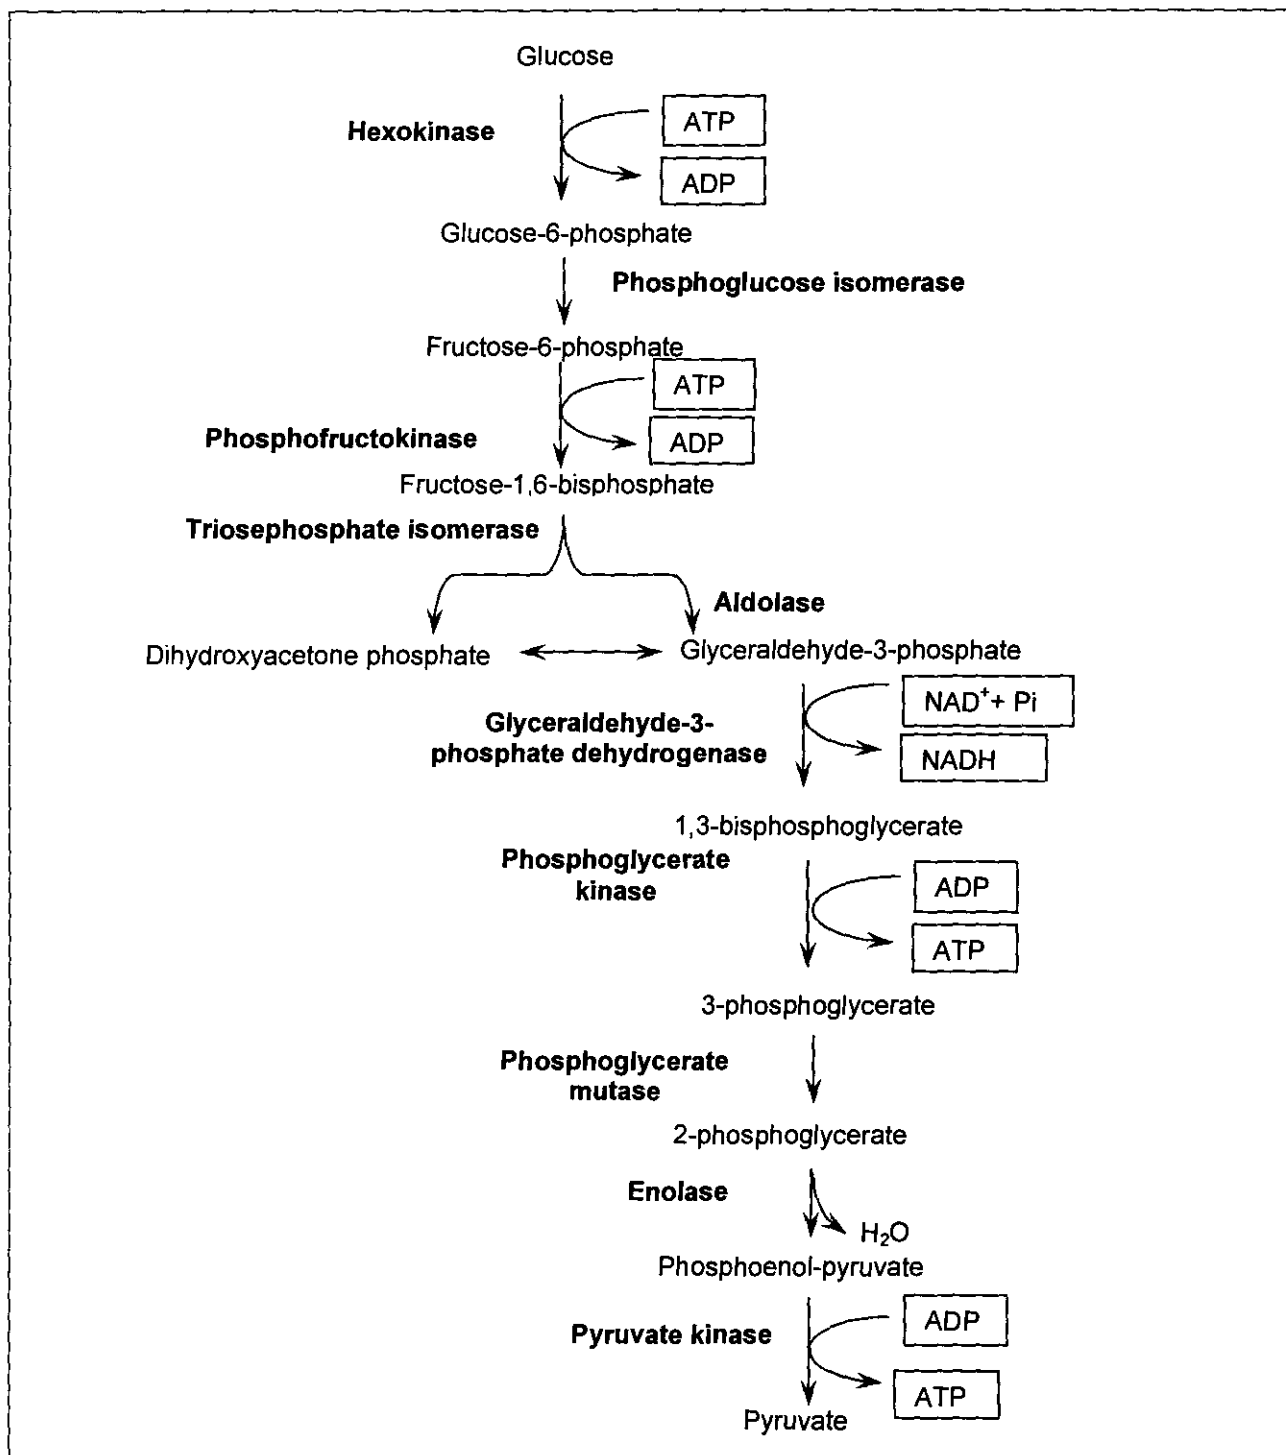 Glucose
Hexokinase
ATP
ADP
Glucose-6-phosphate
Phosphoglucose isomerase
Fructose-6-phosphate
ATP
Phosphofructokinase
ADP
Fructose-1,6-bisphosphate
Triosephosphate isomerase
Aldolase
Dihydroxyacetone phosphate
Glyceraldehyde-3-phosphate
NAD⁺+ Pi
Glyceraldehyde-3-
phosphate dehydrogenase
NADH
1,3-bisphosphoglycerate
Phosphoglycerate
kinase
ADP
ATP
3-phosphoglycerate
Phosphoglycerate
mutase
2-phosphoglycerate
Enolase
H₂O
Phosphoenol-pyruvate
Pyruvate kinase
ADP
ATP
Pyruvate